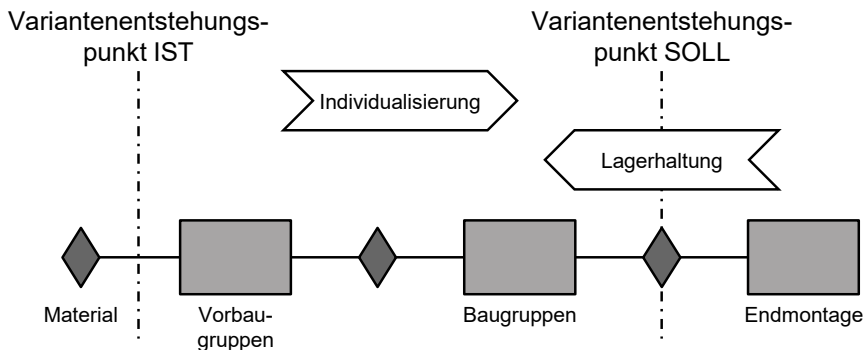 Variantenentstehungs-
punkt IST
Variantenentstehungs-
punkt SOLL
Individualisierung
Lagerhaltung
Material
Vorbau-
gruppen
Baugruppen
Endmontage